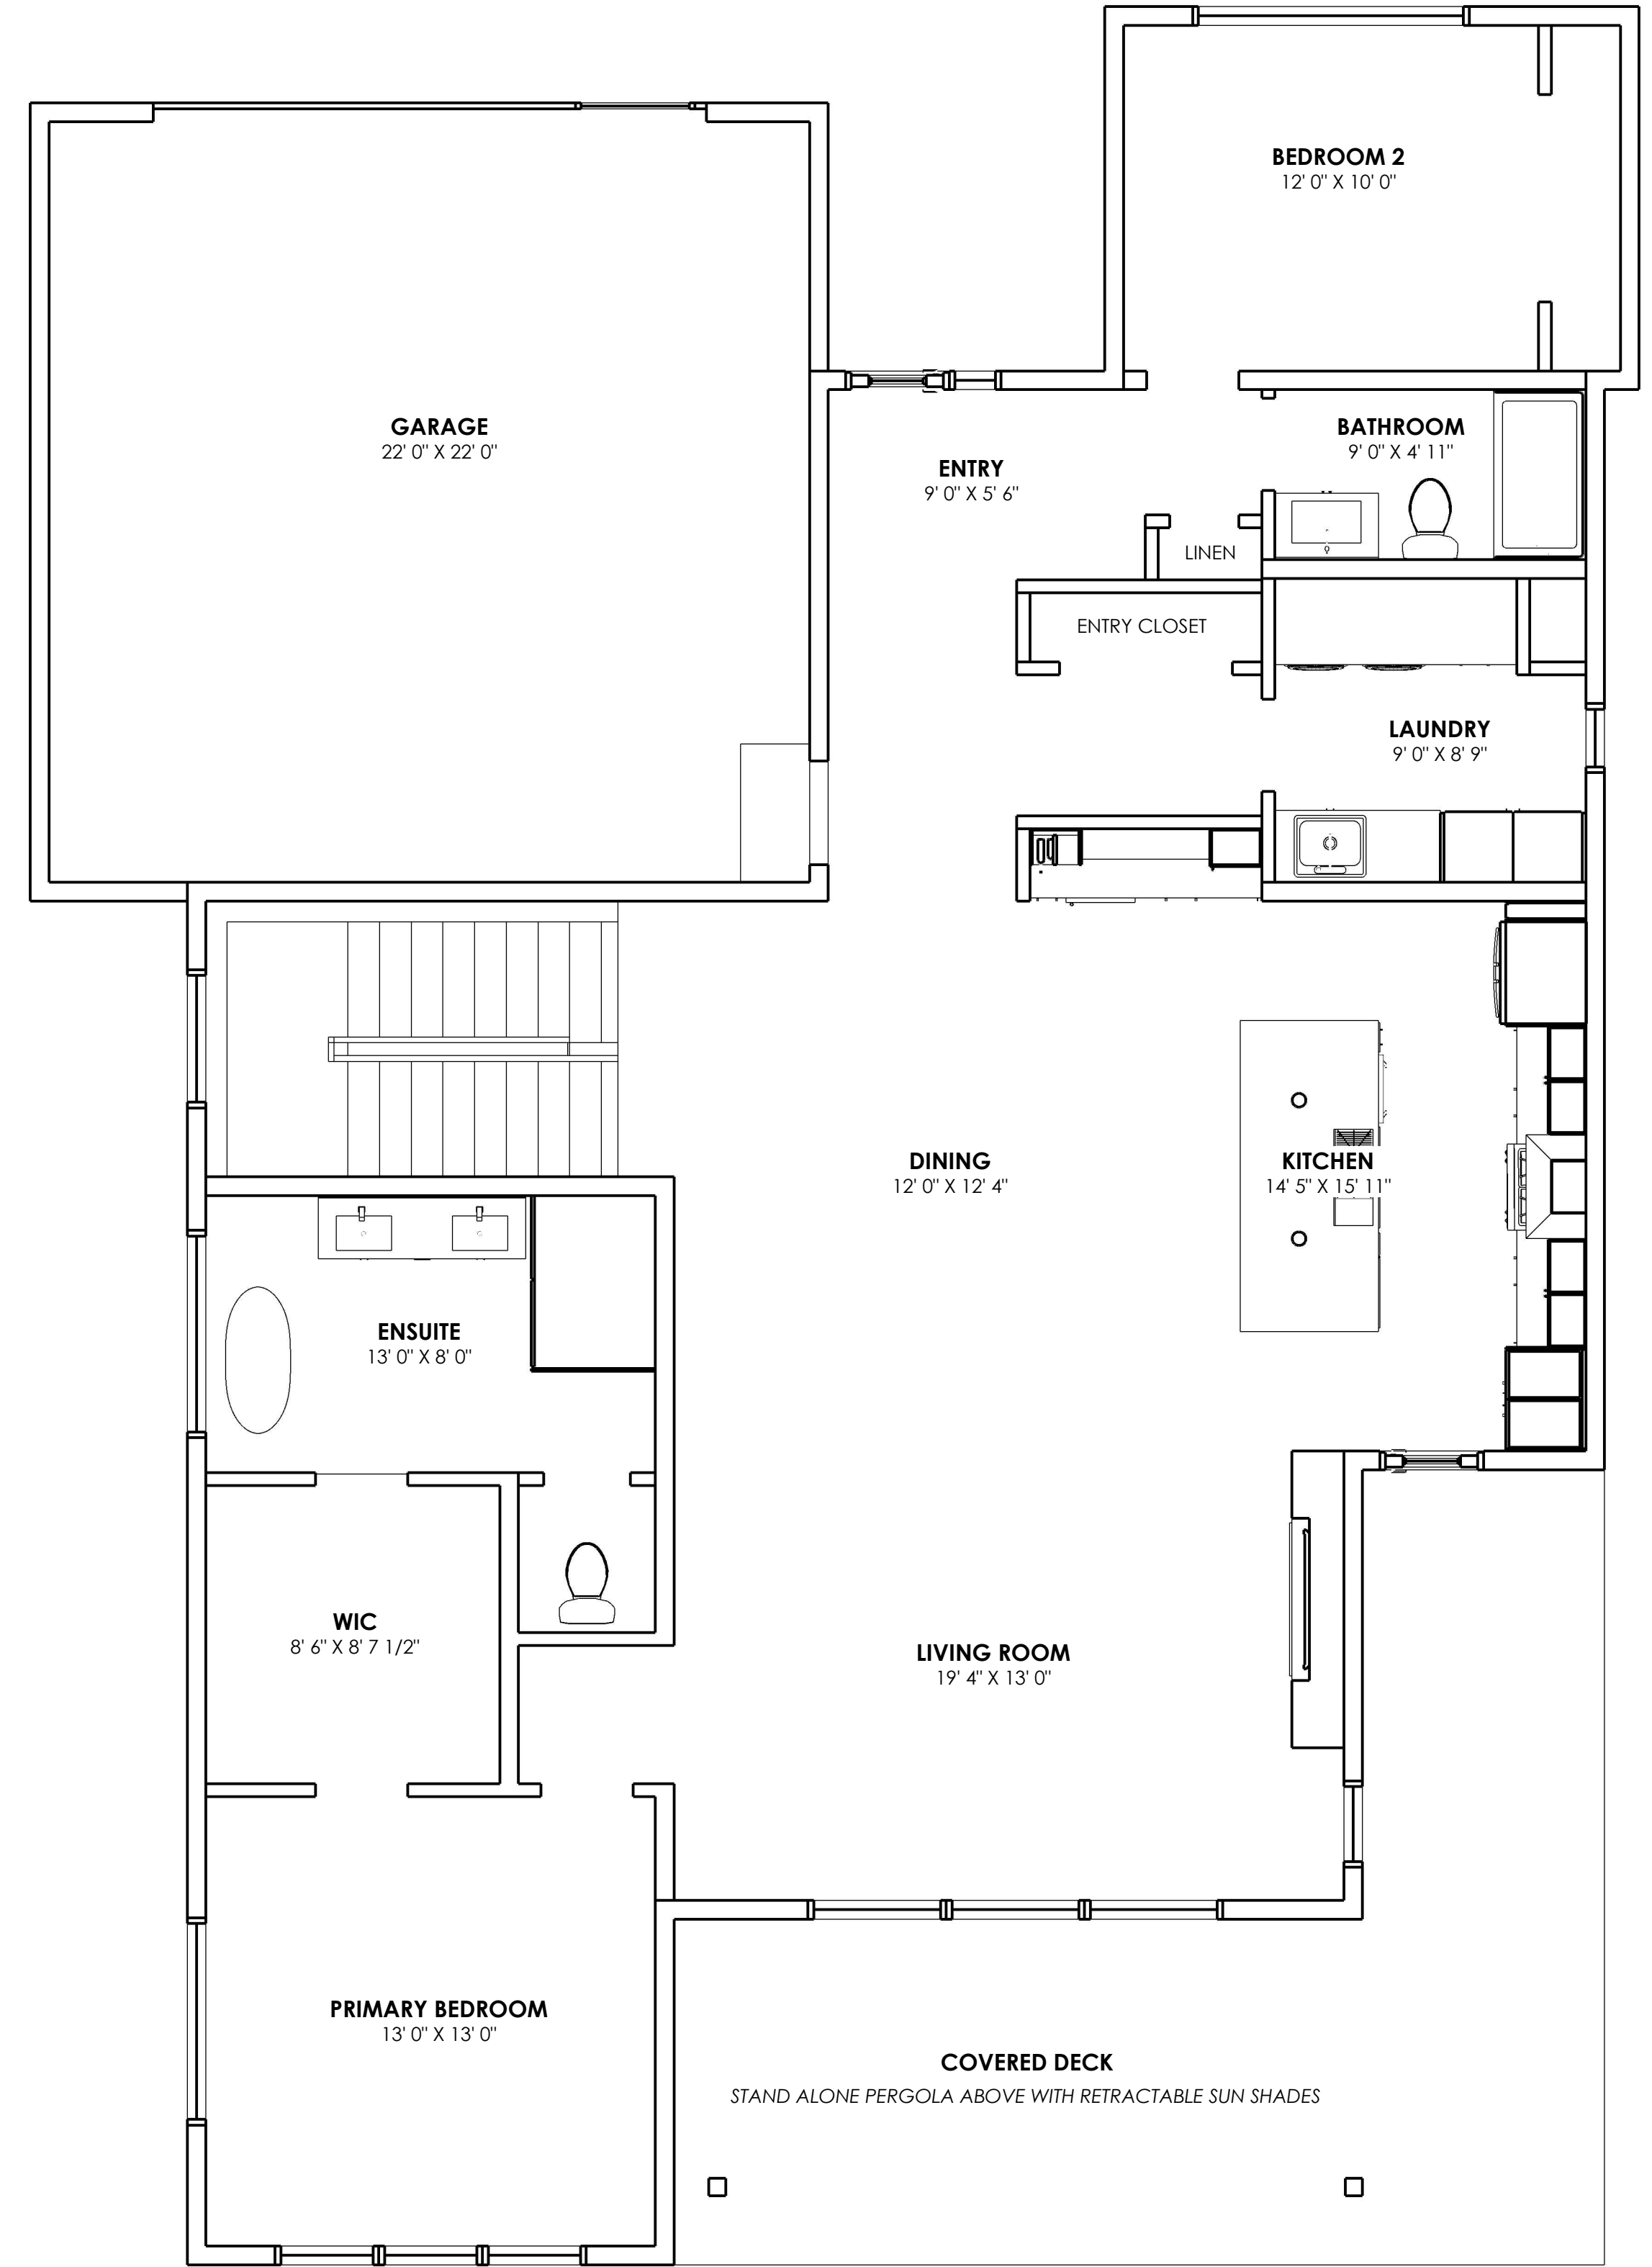 BEDROOM 2
12' 0" X 10' 0"
GARAGE
22' 0" X 22' 0"
BATHROOM
9' 0" X 4' 11"
ENTRY
9' 0" X 5' 6"
LINEN
ENTRY CLOSET
LAUNDRY
9' 0" X 8' 9"
DINING
12' 0" X 12' 4"
KITCHEN
14' 5" X 15' 11"
ENSUITE
13' 0" X 8' 0"
WIC
8' 6" X 8' 7 1/2"
LIVING ROOM
19' 4" X 13' 0"
PRIMARY BEDROOM
13' 0" X 13' 0"
COVERED DECK
STAND ALONE PERGOLA ABOVE WITH RETRACTABLE SUN SHADES